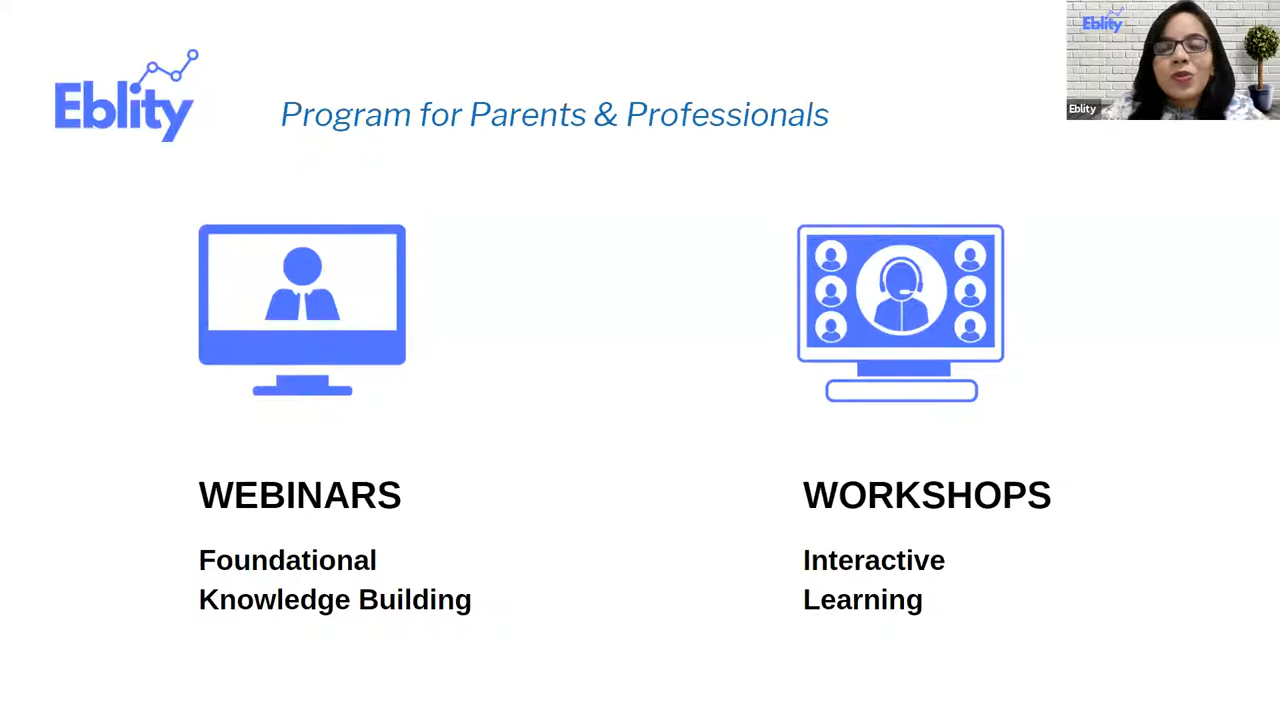 Eblity
Program for Parents & Professionals
Eblity
Eblity
WEBINARS
Foundational
Knowledge Building
WORKSHOPS
Interactive
Learning